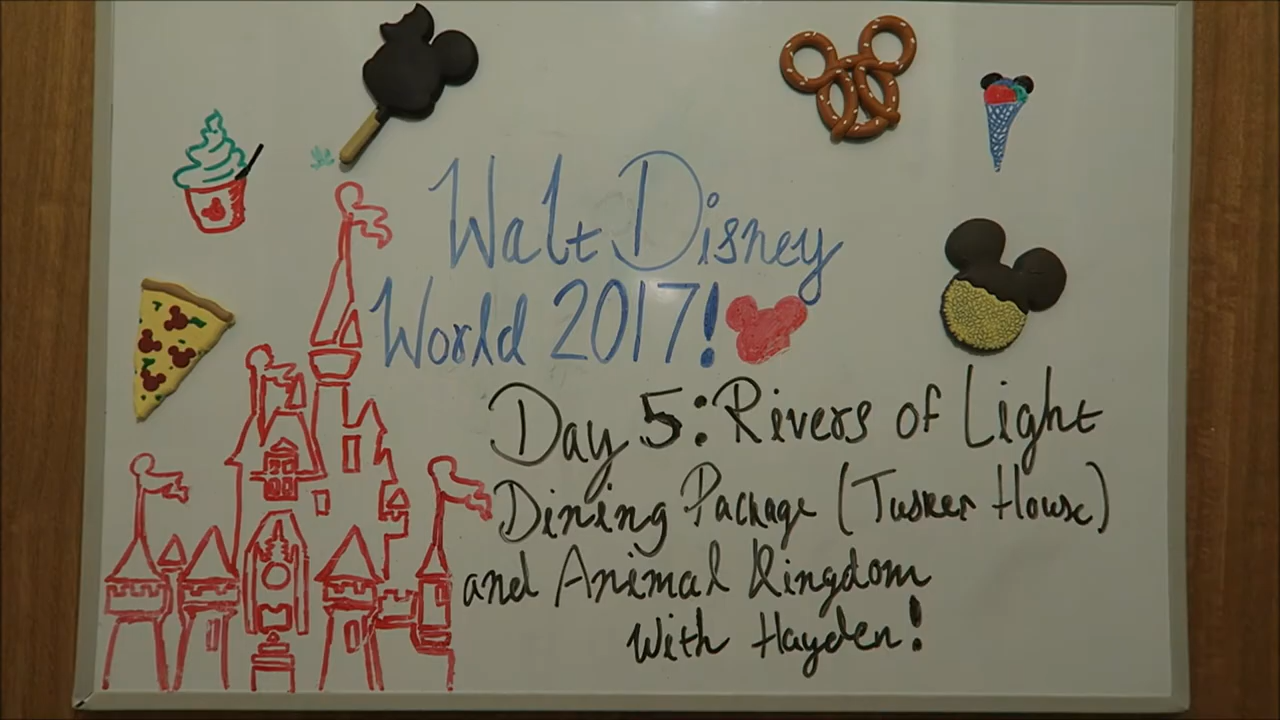 Walt Disney
World 2017!
Day 5: Rivers of Light
Dining Package (Tusker House)
and Animal Kingdom
with Hayden!